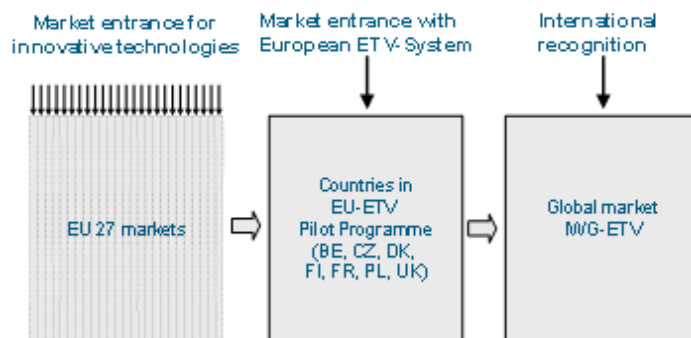 Market entrance for
innovative technologies
Market entrance with
European ETV-System
International
recognition
EU 27 markets
Countries in
EU-ETV
Pilot Programme
(BE, CZ, DK,
FI, FR, PL, UK)
Global market
IWG-ETV